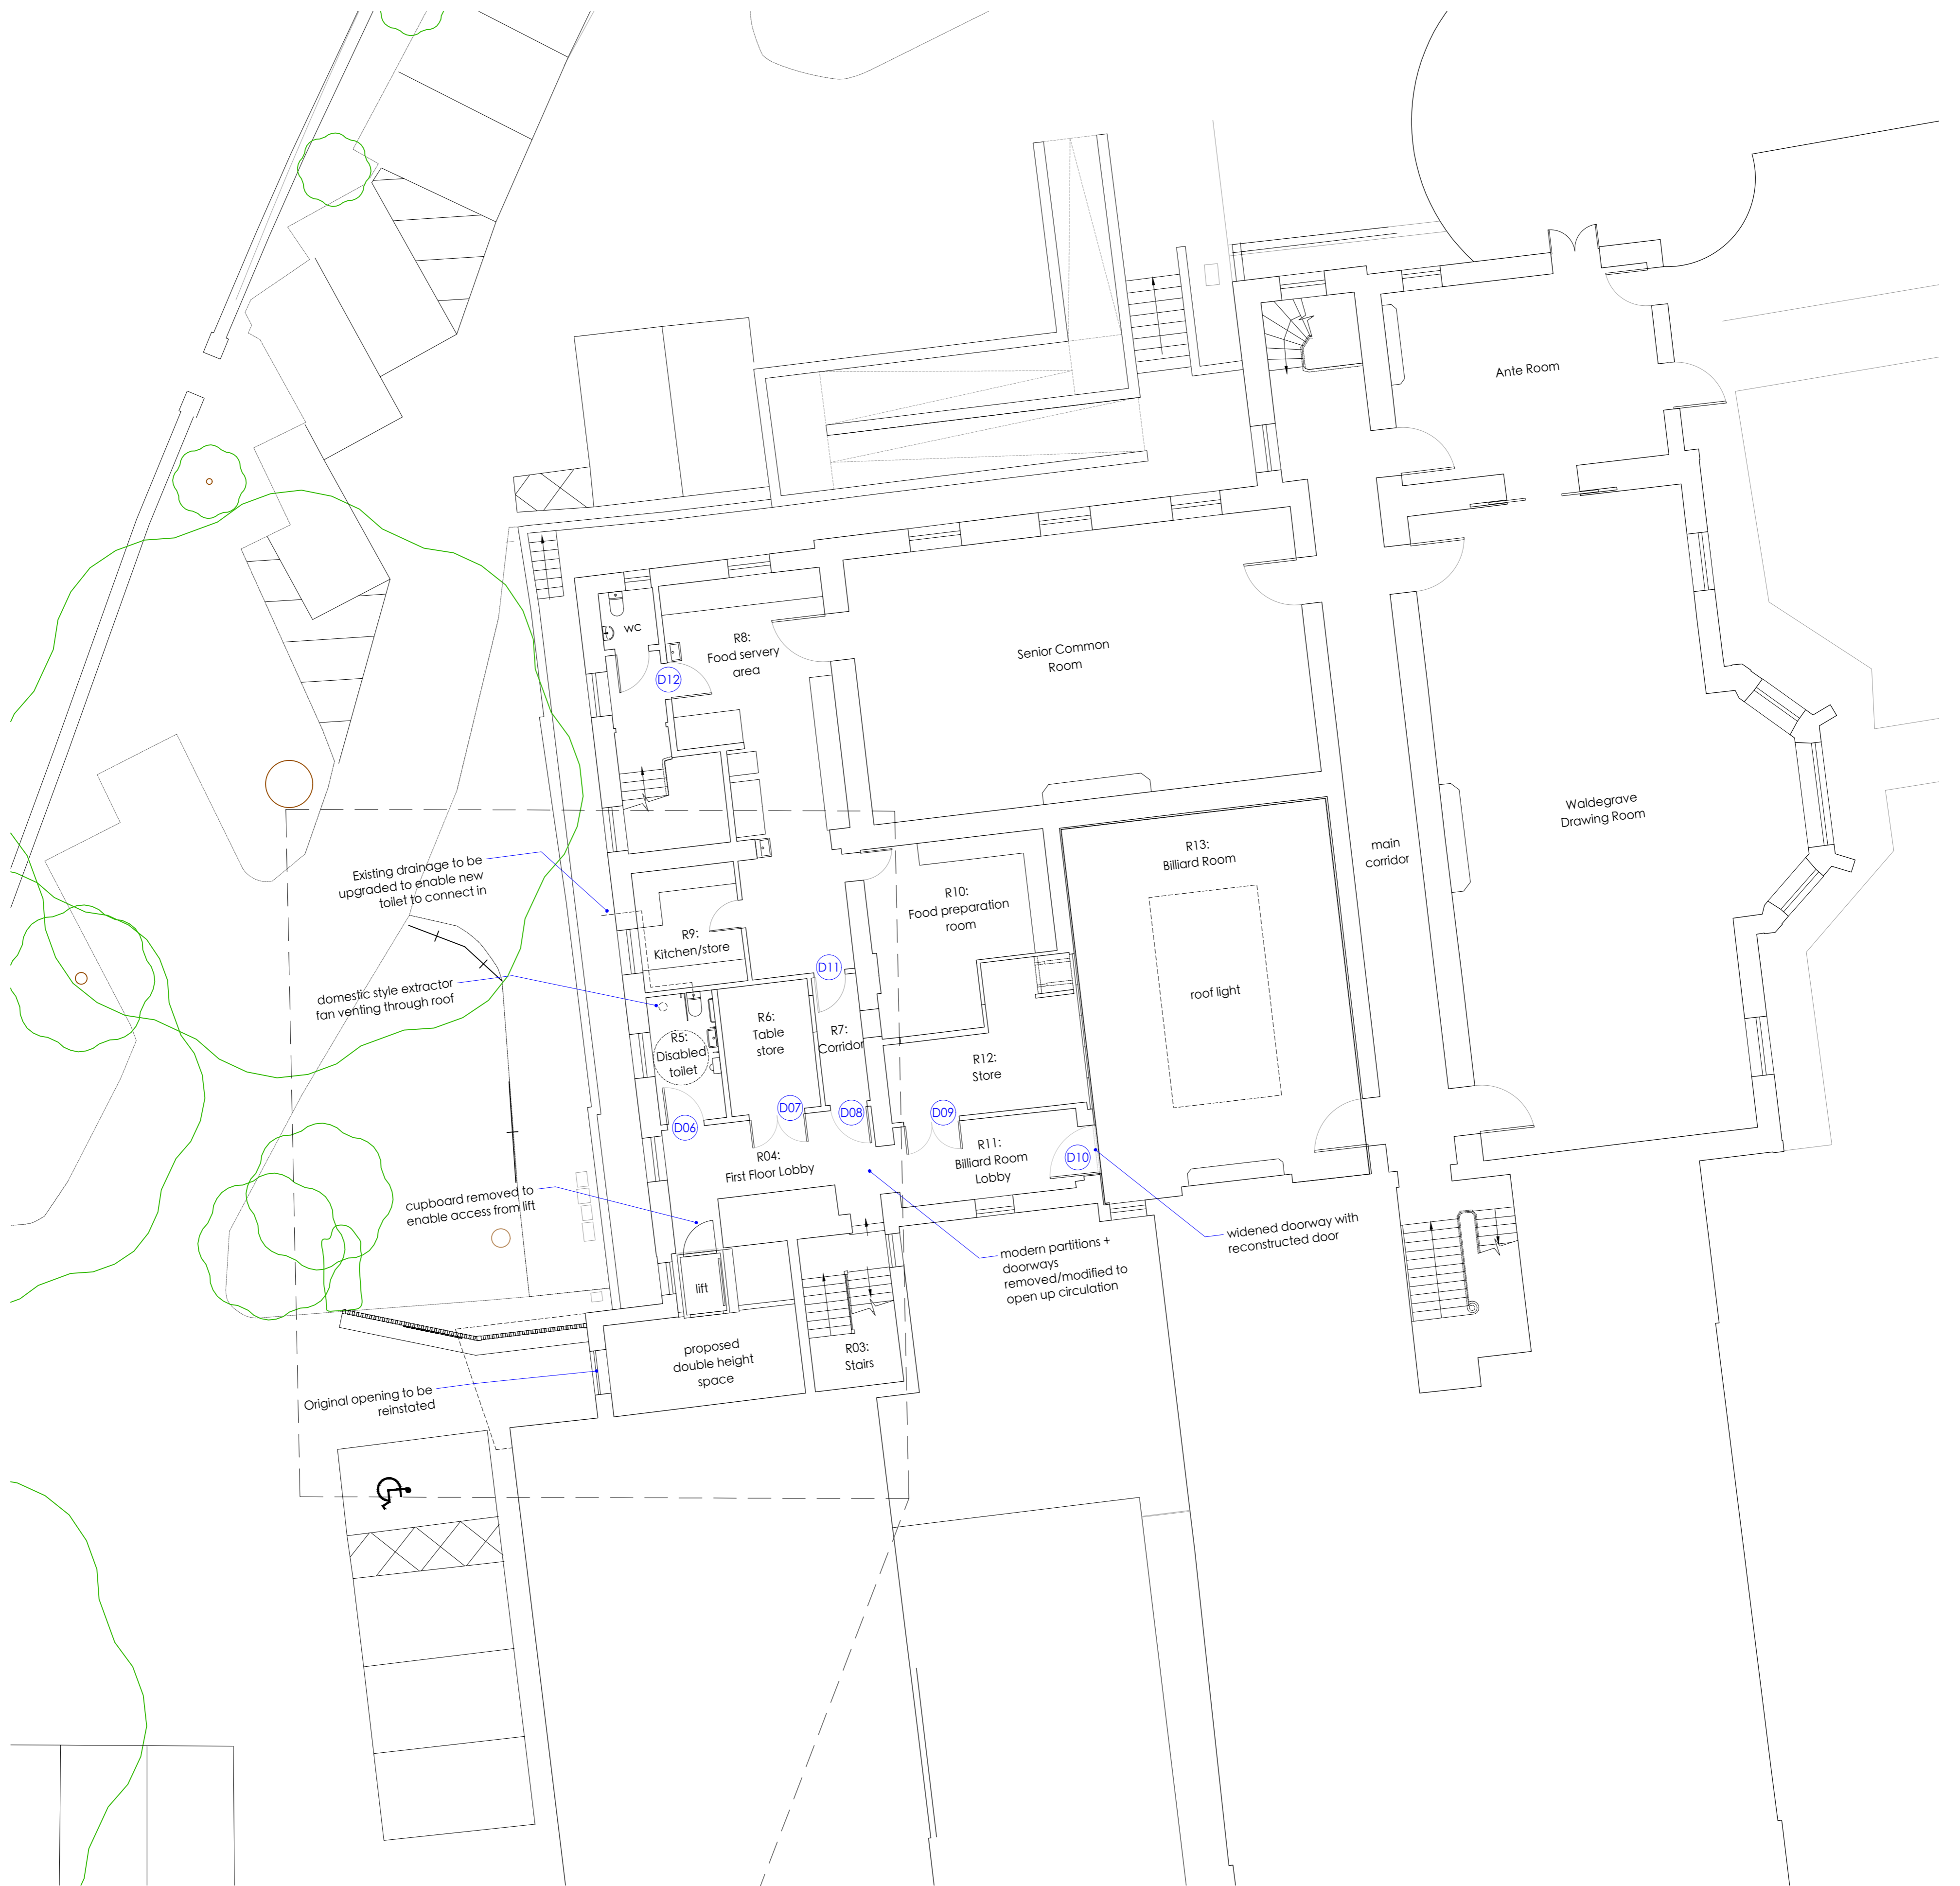 Ante Room
WC
R8:
Food servery
area
D12
Senior Common
Room
Waldegrave
Drawing Room
main
corridor
R13:
Billiard Room
roof light
Existing drainage to be
upgraded to enable new
toilet to connect in
R10:
Food preparation
room
R9:
Kitchen/store
D11
domestic style extractor
fan venting through roof
R5:
Disabled
toilet
R6:
Table
store
R7:
Corridor
R12:
Store
D06
D07
D08
D09
D10
R04:
First Floor Lobby
R11:
Billiard Room
Lobby
cupboard removed to
enable access from lift
modern partitions +
doorways
removed/modified to
open up circulation
widened doorway with
reconstructed door
lift
proposed
double height
space
R03:
Stairs
Original opening to be
reinstated